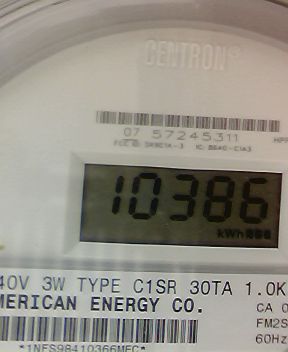 CENTRON®
07 57245311
10386
kWh 888
40V 3W TYPE C1SR 30TA 1.0K
MERICAN ENERGY CO.
CA 0
FM2S
60Hz